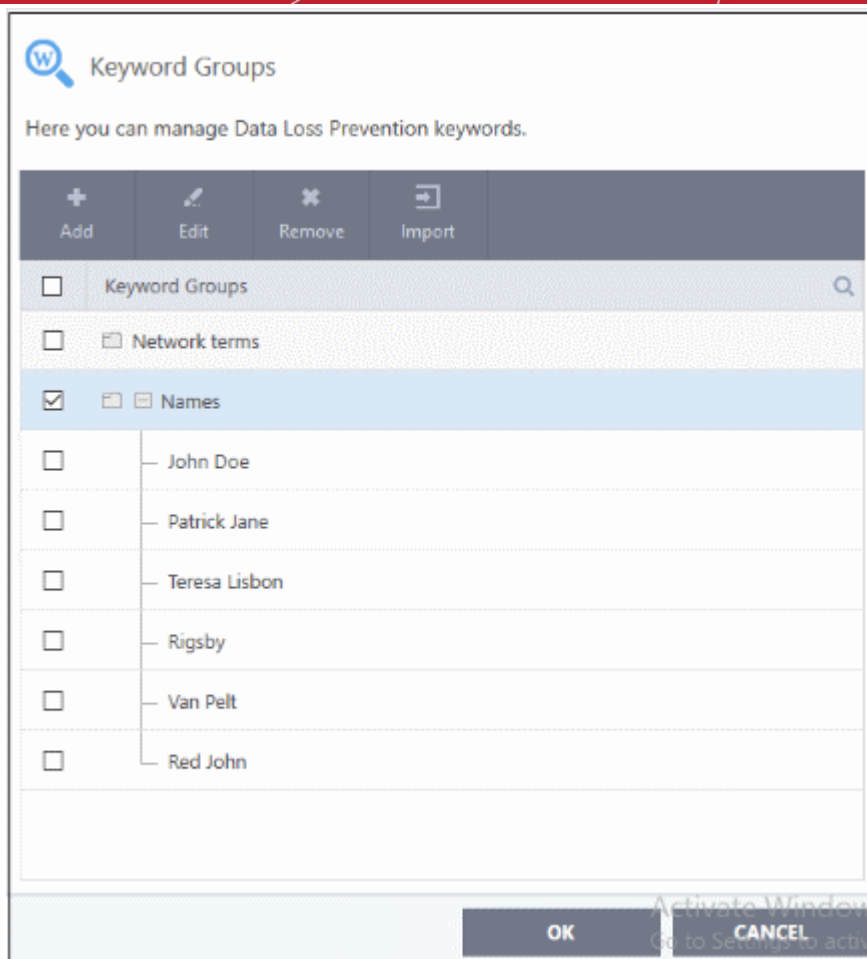 W
Keyword Groups
Here you can manage Data Loss Prevention keywords.
Add Edit Remove Import
Keyword Groups
Network terms
Names
John Doe
Patrick Jane
Teresa Lisbon
Rigsby
Van Pelt
Red John
Activate Window
OK CANCEL
Go to Settings to activ